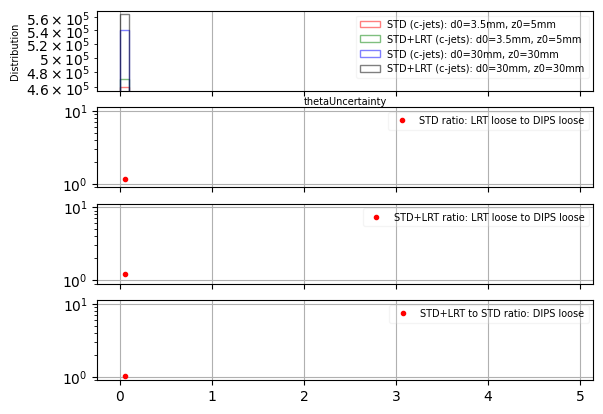 Distribution
5.6 × 10⁵
5.4 × 10⁵
5.2 × 10⁵
5 × 10⁵
4.8 × 10⁵
4.6 × 10⁵
STD (c-jets): d0=3.5mm, z0=5mm
STD+LRT (c-jets): d0=3.5mm, z0=5mm
STD (c-jets): d0=30mm, z0=30mm
STD+LRT (c-jets): d0=30mm, z0=30mm
thetaUncertainty
10¹
10⁰
STD ratio: LRT loose to DIPS loose
10¹
10⁰
STD+LRT ratio: LRT loose to DIPS loose
10¹
10⁰
STD+LRT to STD ratio: DIPS loose
0 1 2 3 4 5